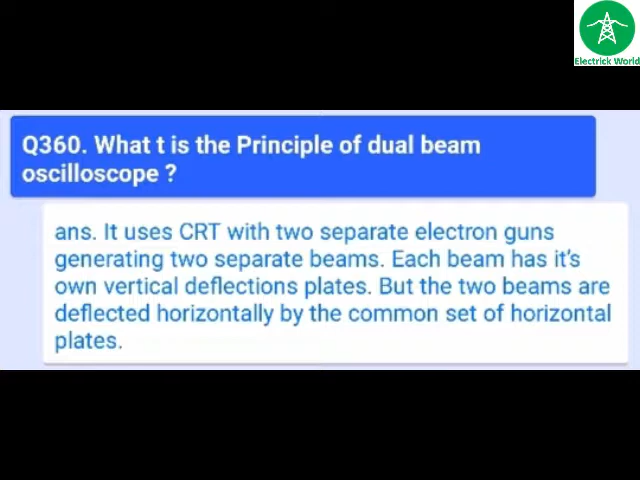 Electrick World
Q360. What t is the Principle of dual beam
oscilloscope ?
ans. It uses CRT with two separate electron guns
generating two separate beams. Each beam has it's
own vertical deflections plates. But the two beams are
deflected horizontally by the common set of horizontal
plates.